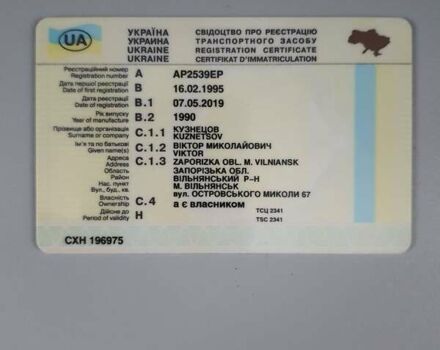 UA
УКРАЇНА
УКРАИНА
UKRAINE
UKRAINE
СВІДОЦТВО ПРО РЕЄСТРАЦІЮ
ТРАНСПОРТНОГО ЗАСОБУ
REGISTRATION CERTIFICATE
CERTIFICAT D'IMMATRICULATION
Реєстраційний номер
Registration number
A
AP2539EP
Дата першої реєстрації
Date of first registration
B
16.02.1995
Дата реєстрації
Date of registration
B.1
07.05.2019
Рік випуску
Year of manufacture
B.2
1990
Прізвище або організація
Surname or company
C.1.1
КУЗНЕЦОВ
KUZNETSOV
Ім'я та по батькові
Given name(s)
C.1.2
ВІКТОР МИКОЛАЙОВИЧ
VIKTOR
Адреса
Address
C.1.3
ZAPORIZKA OBL. M. VILNIANSK
Область
ЗАПОРІЗЬКА ОБЛ.
Район
ВІЛЬНЯНСЬКИЙ Р-Н
Нас. пункт
М. ВІЛЬНЯНСЬК
Вул., буд., кв.
вул. ОСТРОВСЬКОГО МИКОЛИ 67
Власність
Ownership
C.4
а є власником
Дійсне до
Period of validity
H
ТСЦ 2341
TSC 2341
СХН 196975